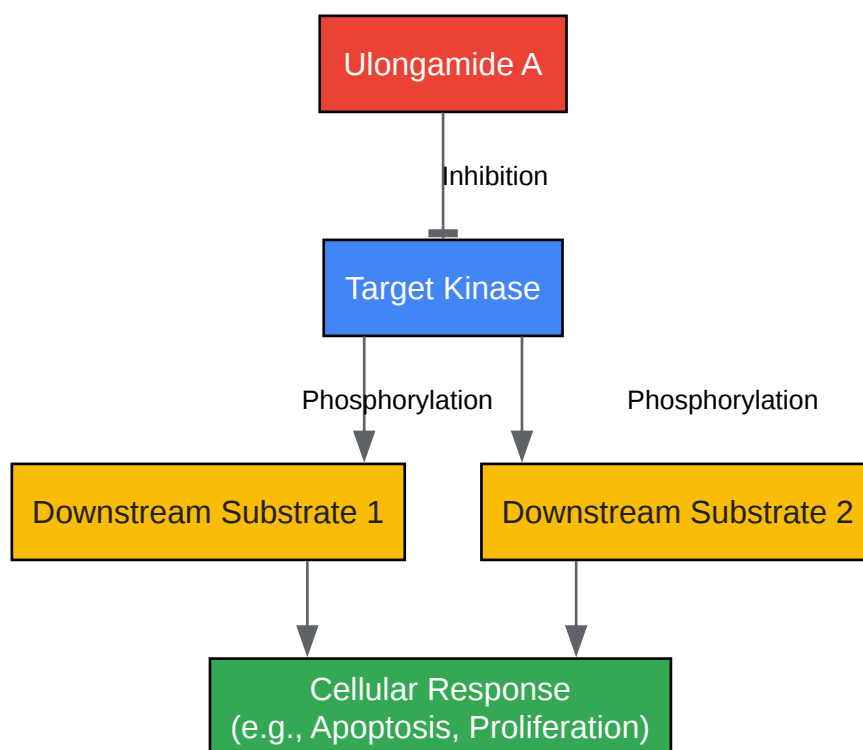 Ulongamide A
Inhibition
Target Kinase
Phosphorylation
Phosphorylation
Downstream Substrate 1
Downstream Substrate 2
Cellular Response
(e.g., Apoptosis, Proliferation)